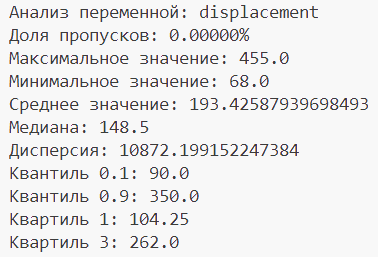 Анализ переменной: displacement
Доля пропусков: 0.00000%
Максимальное значение: 455.0
Минимальное значение: 68.0
Среднее значение: 193.42587939698493
Медиана: 148.5
Дисперсия: 10872.199152247384
Квантиль 0.1: 90.0
Квантиль 0.9: 350.0
Квартиль 1: 104.25
Квартиль 3: 262.0